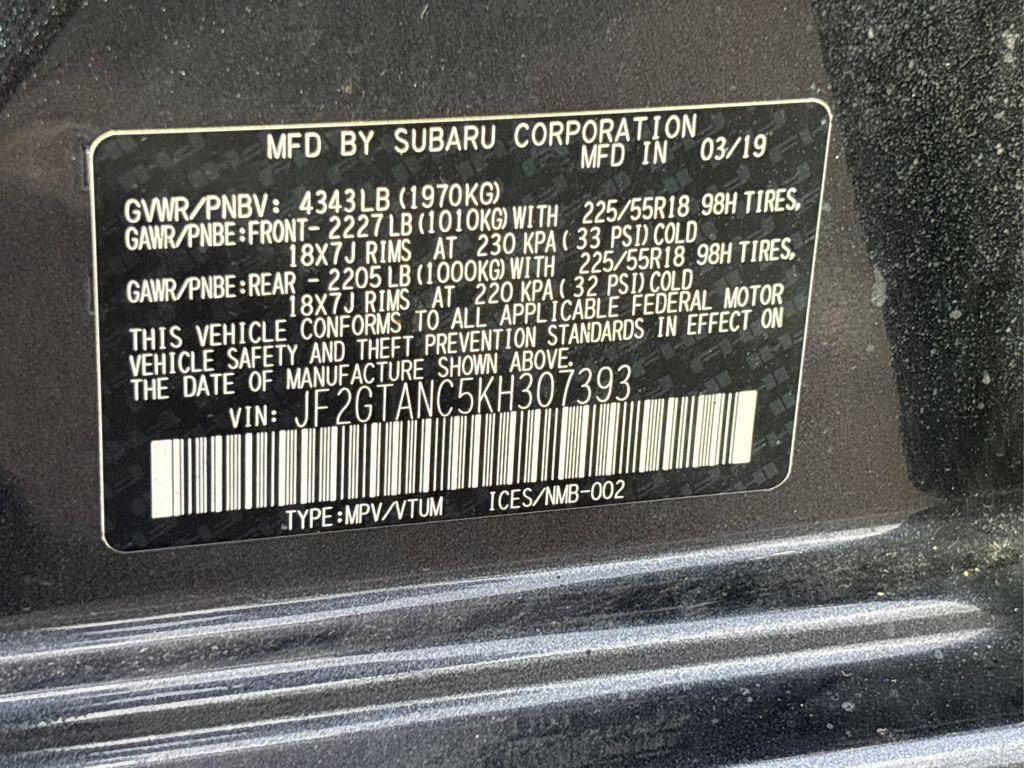 MFD BY SUBARU CORPORATION
MFD IN 03/19
GVWR/PNBV: 4343LB (1970KG)
GAWR/PNBE:FRONT- 2227LB(1010KG)WITH 225/55R18 98H TIRES,
18X7J RIMS AT 230 KPA( 33 PSI)COLD
GAWR/PNBE:REAR - 2205LB(1000KG)WITH 225/55R18 98H TIRES,
18X7J RIMS AT 220 KPA( 32 PSI)COLD
THIS VEHICLE CONFORMS TO ALL APPLICABLE FEDERAL MOTOR
VEHICLE SAFETY AND THEFT PREVENTION STANDARDS IN EFFECT ON
THE DATE OF MANUFACTURE SHOWN ABOVE.
VIN: JF2GTANC5KH307393
TYPE:MPV/VTUM ICES/NMB-002